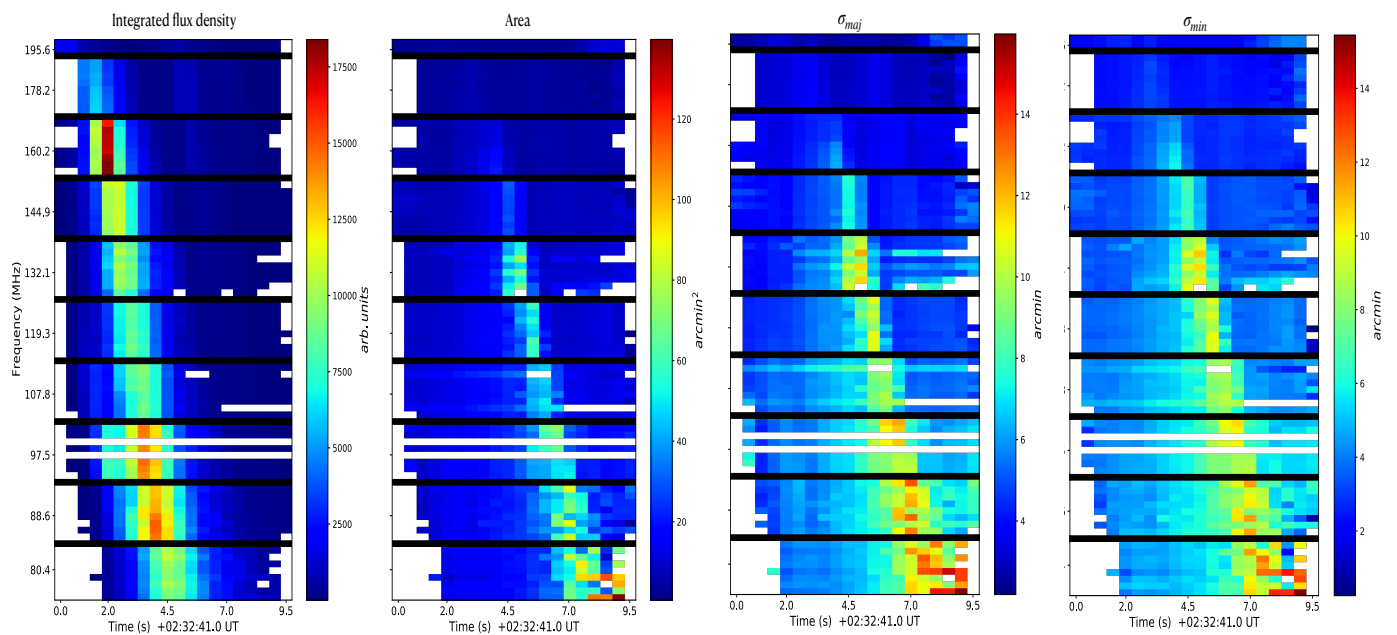 Integrated flux density
Area
σmaj
σmin
Frequency (MHz)
195.6
178.2
160.2
144.9
132.1
119.3
107.8
97.5
88.6
80.4
0.0 2.0 4.5 7.0 9.5
Time (s) +02:32:41.0 UT
17500
15000
12500
10000
7500
5000
2500
arb.units
0.0 2.0 4.5 7.0 9.5
Time (s) +02:32:41.0 UT
120
100
80
60
40
20
arcmin²
0.0 2.0 4.5 7.0 9.5
Time (s) +02:32:41.0 UT
14
12
10
8
6
4
arcmin
0.0 2.0 4.5 7.0 9.5
Time (s) +02:32:41.0 UT
14
12
10
8
6
4
2
arcmin